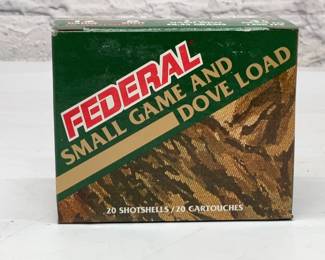 FEDERAL
SMALL GAME AND
DOVE LOAD
20 SHOTSHELLS / 20 CARTOUCHES